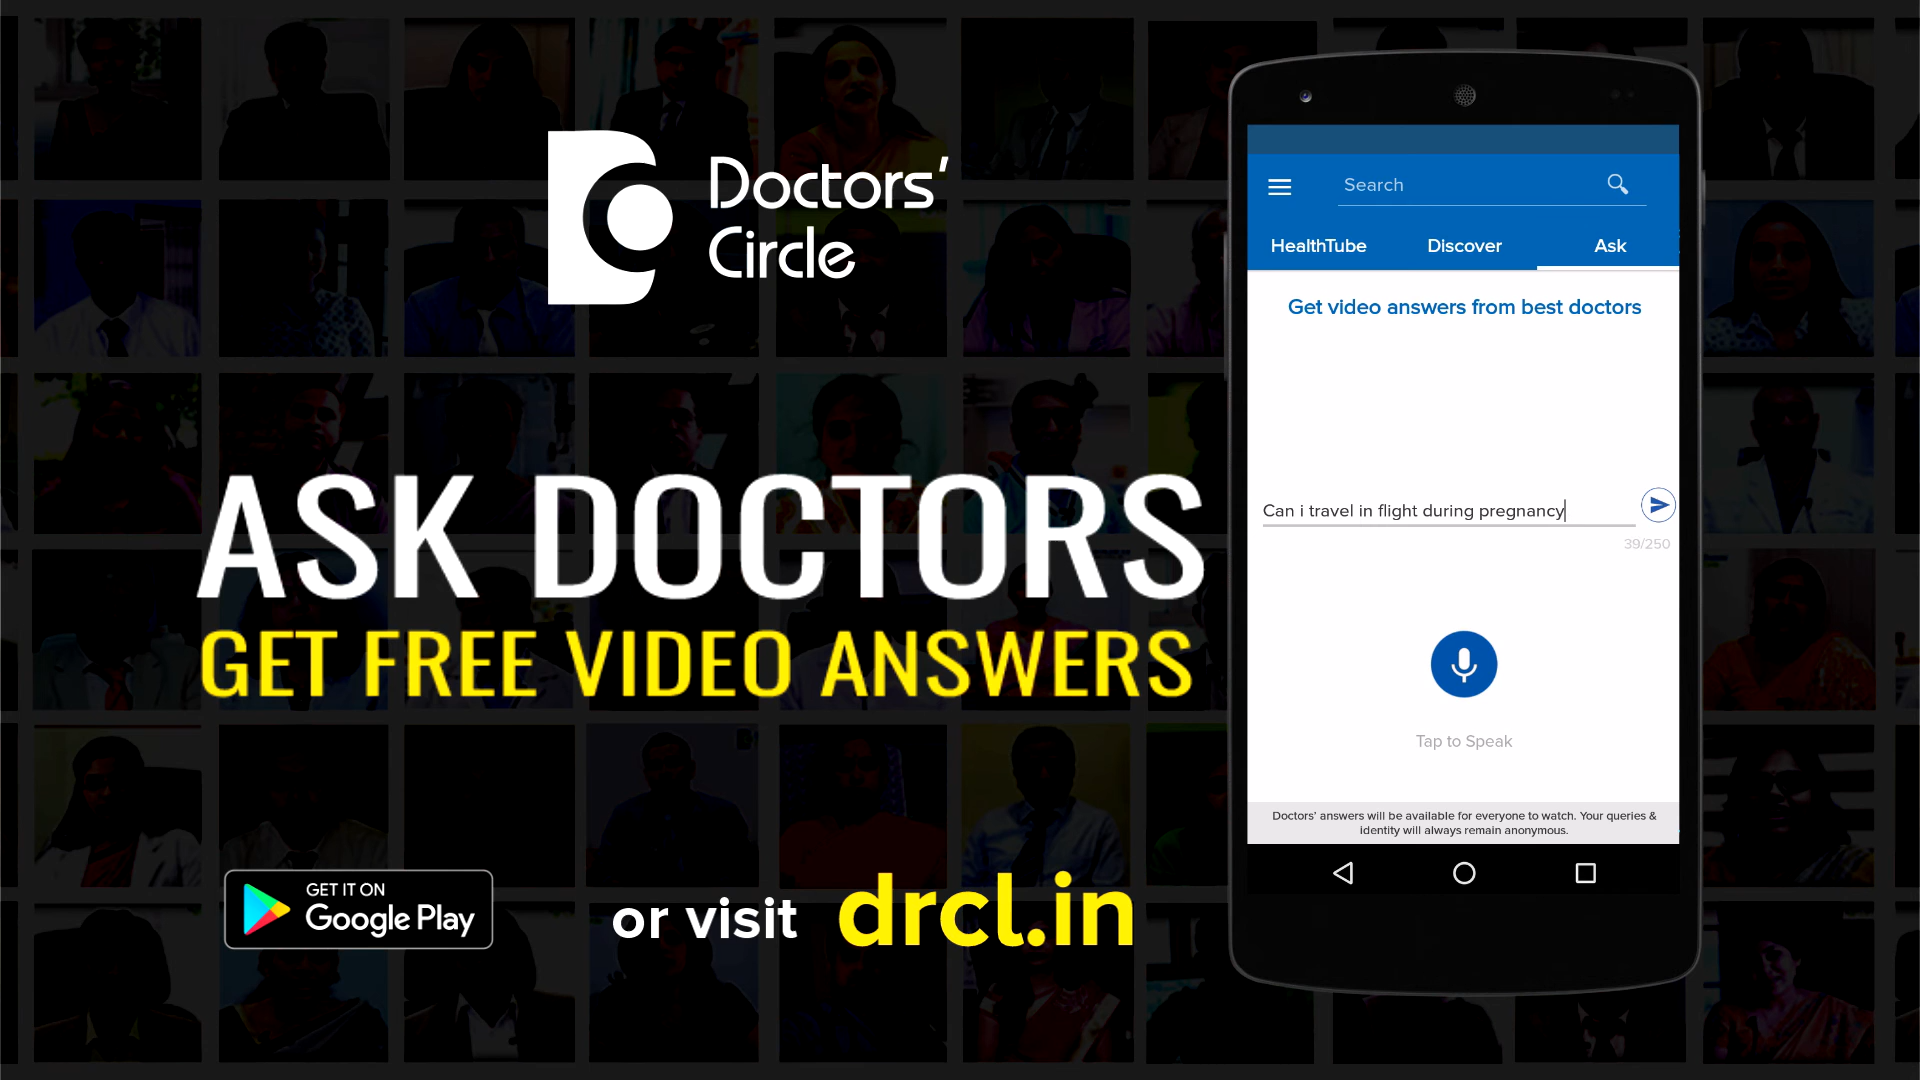 Doctors'
Circle
ASK DOCTORS
GET FREE VIDEO ANSWERS
GET IT ON
Google Play
or visit drcl.in
Search
HealthTube Discover Ask
Get video answers from best doctors
Can i travel in flight during pregnancy
39/250
Tap to Speak
Doctors' answers will be available for everyone to watch. Your queries &
identity will always remain anonymous.